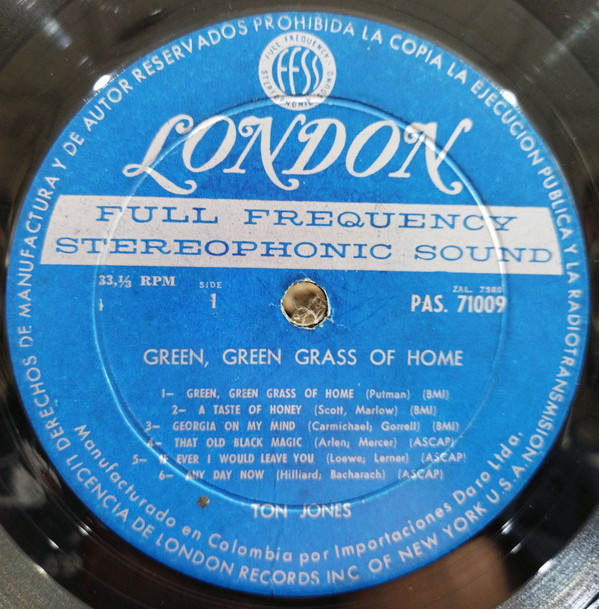 DERECHOS DE MANUFACTURA Y DE AUTOR RESERVADOS PROHIBIDA LA COPIA LA EJECUCION PUBLICA Y LA RADIOTRANSMISION
FULL FREQUENCY
FFSS
STEREOPHONIC SOUND
LONDON
FULL FREQUENCY
STEREOPHONIC SOUND
33,⅓ RPM SIDE 1
ZAL. 7580
PAS. 71009
GREEN, GREEN GRASS OF HOME
1— GREEN, GREEN GRASS OF HOME (Putman) (BMI)
2— A TASTE OF HONEY (Scott, Marlow) (BMI)
3— GEORGIA ON MY MIND (Carmichael; Gorrell) (BMI)
4— THAT OLD BLACK MAGIC (Arlen; Mercer) (ASCAP)
5— IF EVER I WOULD LEAVE YOU (Loewe; Lerner) (ASCAP)
6— ANY DAY NOW (Hilliard; Bacharach) (ASCAP)
TON JONES
Manufacturado en Colombia por Importaciones Daro Ltda.
LICENCIA DE LONDON RECORDS INC OF NEW YORK U.S.A.